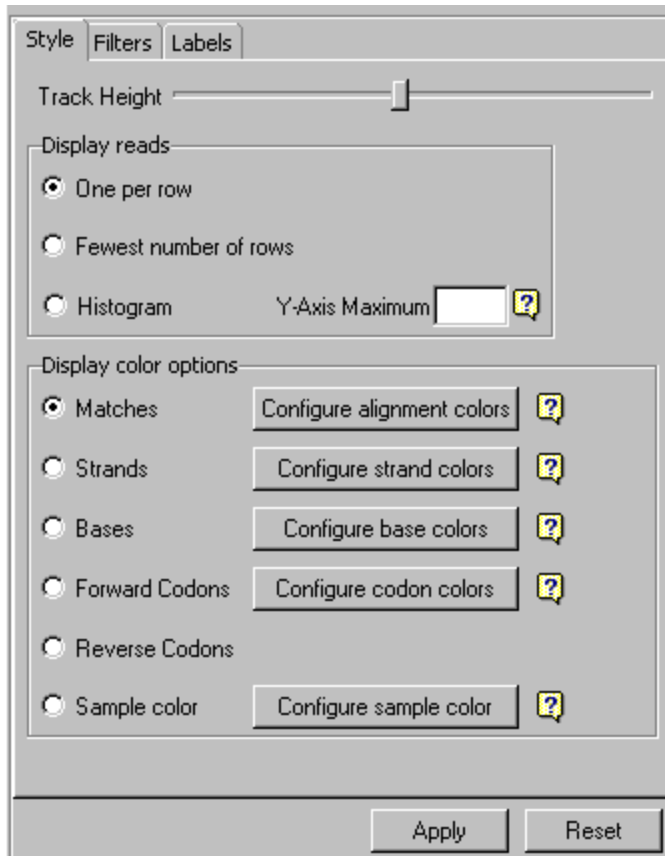 Style Filters Labels
Track Height
Display reads
One per row
Fewest number of rows
Histogram Y-Axis Maximum ?
Display color options
Matches Configure alignment colors ?
Strands Configure strand colors ?
Bases Configure base colors ?
Forward Codons Configure codon colors ?
Reverse Codons
Sample color Configure sample color ?
Apply Reset